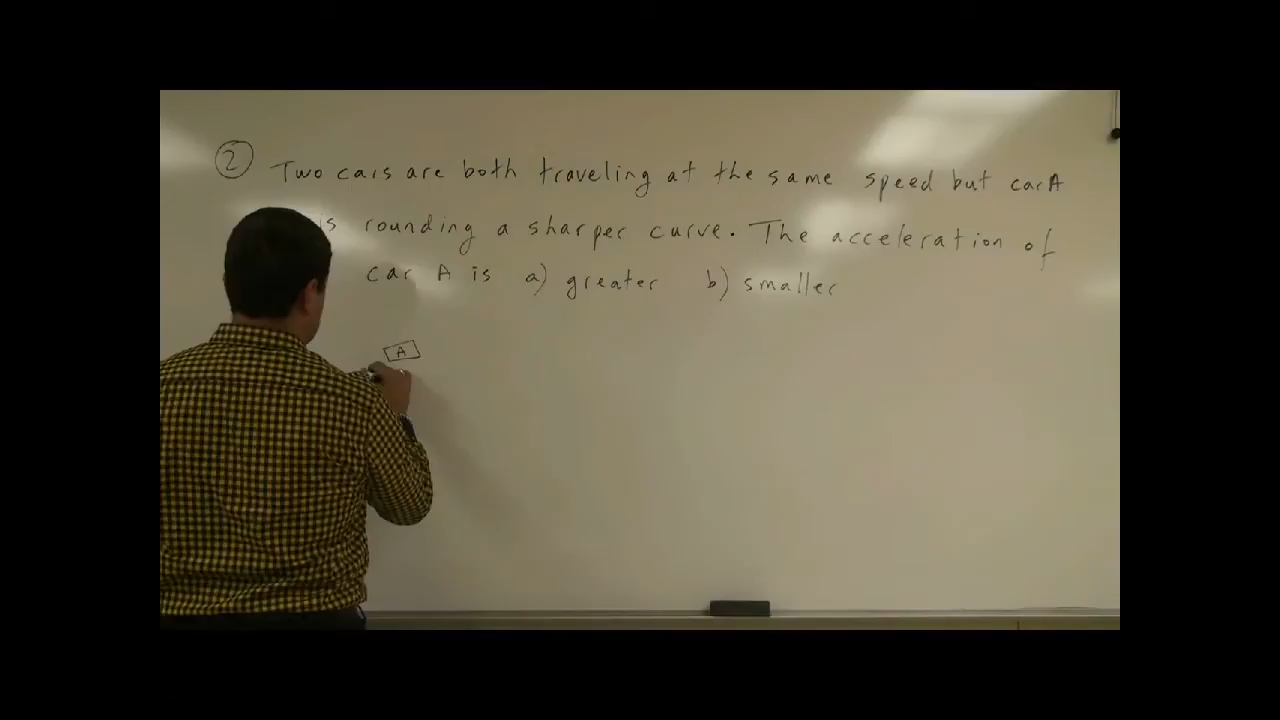 2 Two cars are both traveling at the same speed but car A
is rounding a sharper curve. The acceleration of
car A is a) greater b) smaller
A